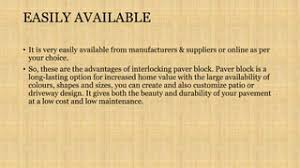 EASILY AVAILABLE
• It is very easily available from manufacturers & suppliers or online as per
your choice.
• So, these are the advantages of interlocking paver block. Paver block is a
long-lasting option for increased home value with the large availability of
colours, shapes and sizes, you can create and also customize patio or
driveway design. It gives both the beauty and durability of your pavement
at a low cost and low maintenance.